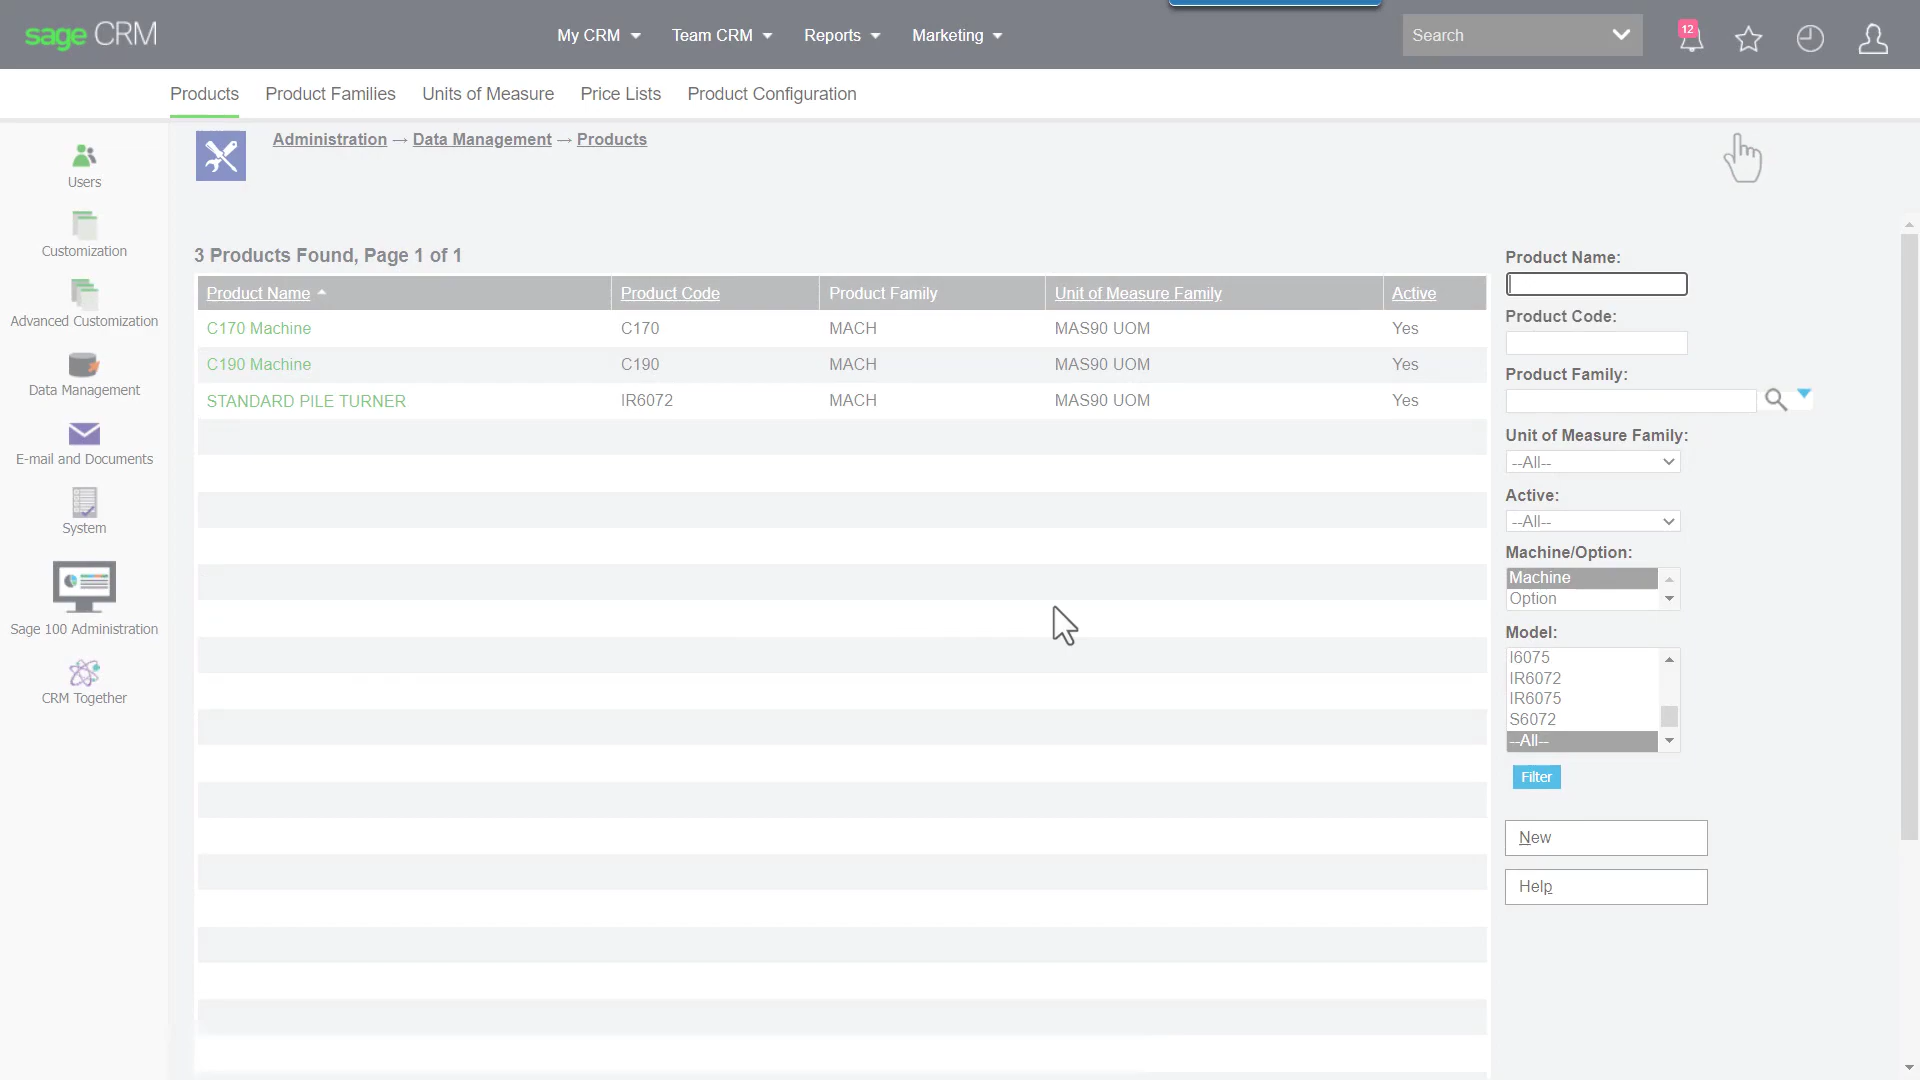 sage CRM
My CRM
Team CRM
Reports
Marketing
Search
12
Products
Product Families
Units of Measure
Price Lists
Product Configuration
Administration → Data Management → Products
Users
Customization
Advanced Customization
Data Management
E-mail and Documents
System
Sage 100 Administration
CRM Together
3 Products Found, Page 1 of 1
Product Name Product Code Product Family Unit of Measure Family Active
C170 Machine C170 MACH MAS90 UOM Yes
C190 Machine C190 MACH MAS90 UOM Yes
STANDARD PILE TURNER IR6072 MACH MAS90 UOM Yes
Product Name:
Product Code:
Product Family:
Unit of Measure Family:
--All--
Active:
--All--
Machine/Option:
Machine
Option
Model:
I6075
IR6072
IR6075
S6072
--All--
Filter
New
Help